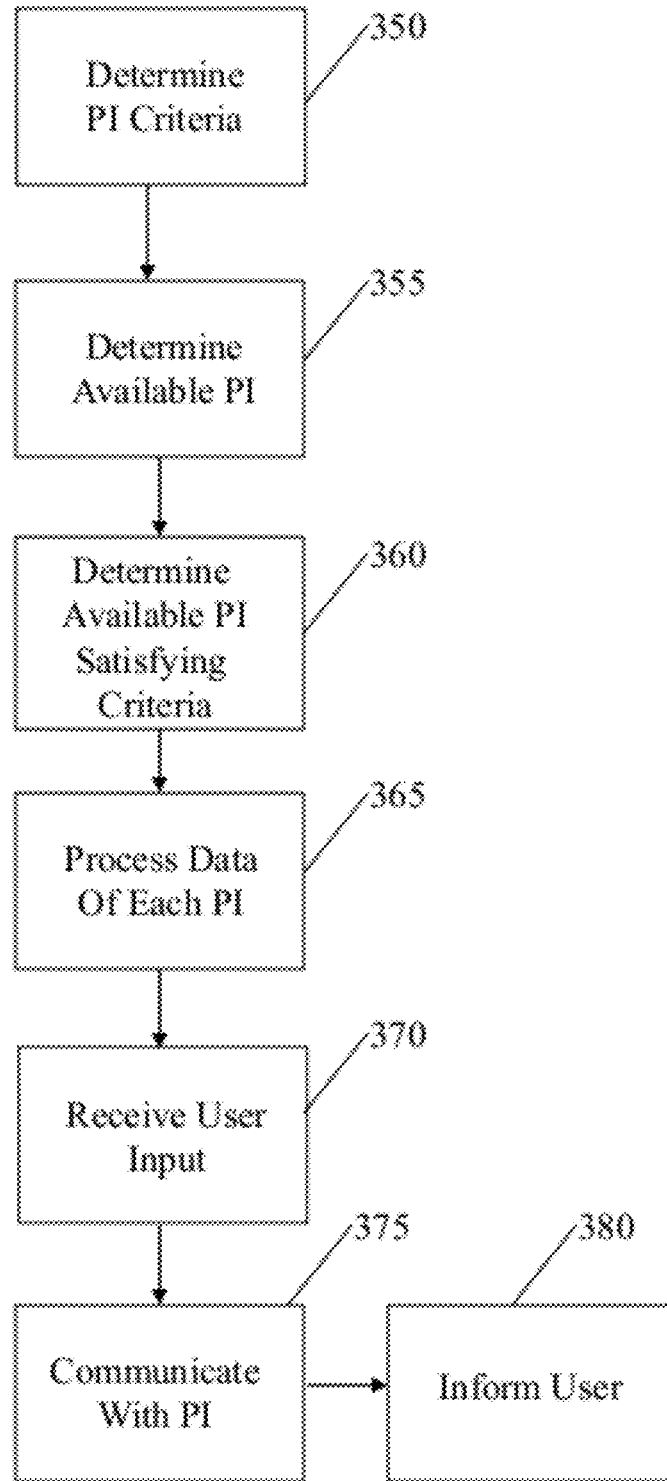 350
Determine
PI Criteria
355
Determine
Available PI
360
Determine
Available PI
Satisfying
Criteria
365
Process Data
Of Each PI
370
Receive User
Input
375
Communicate
With PI
380
Inform User